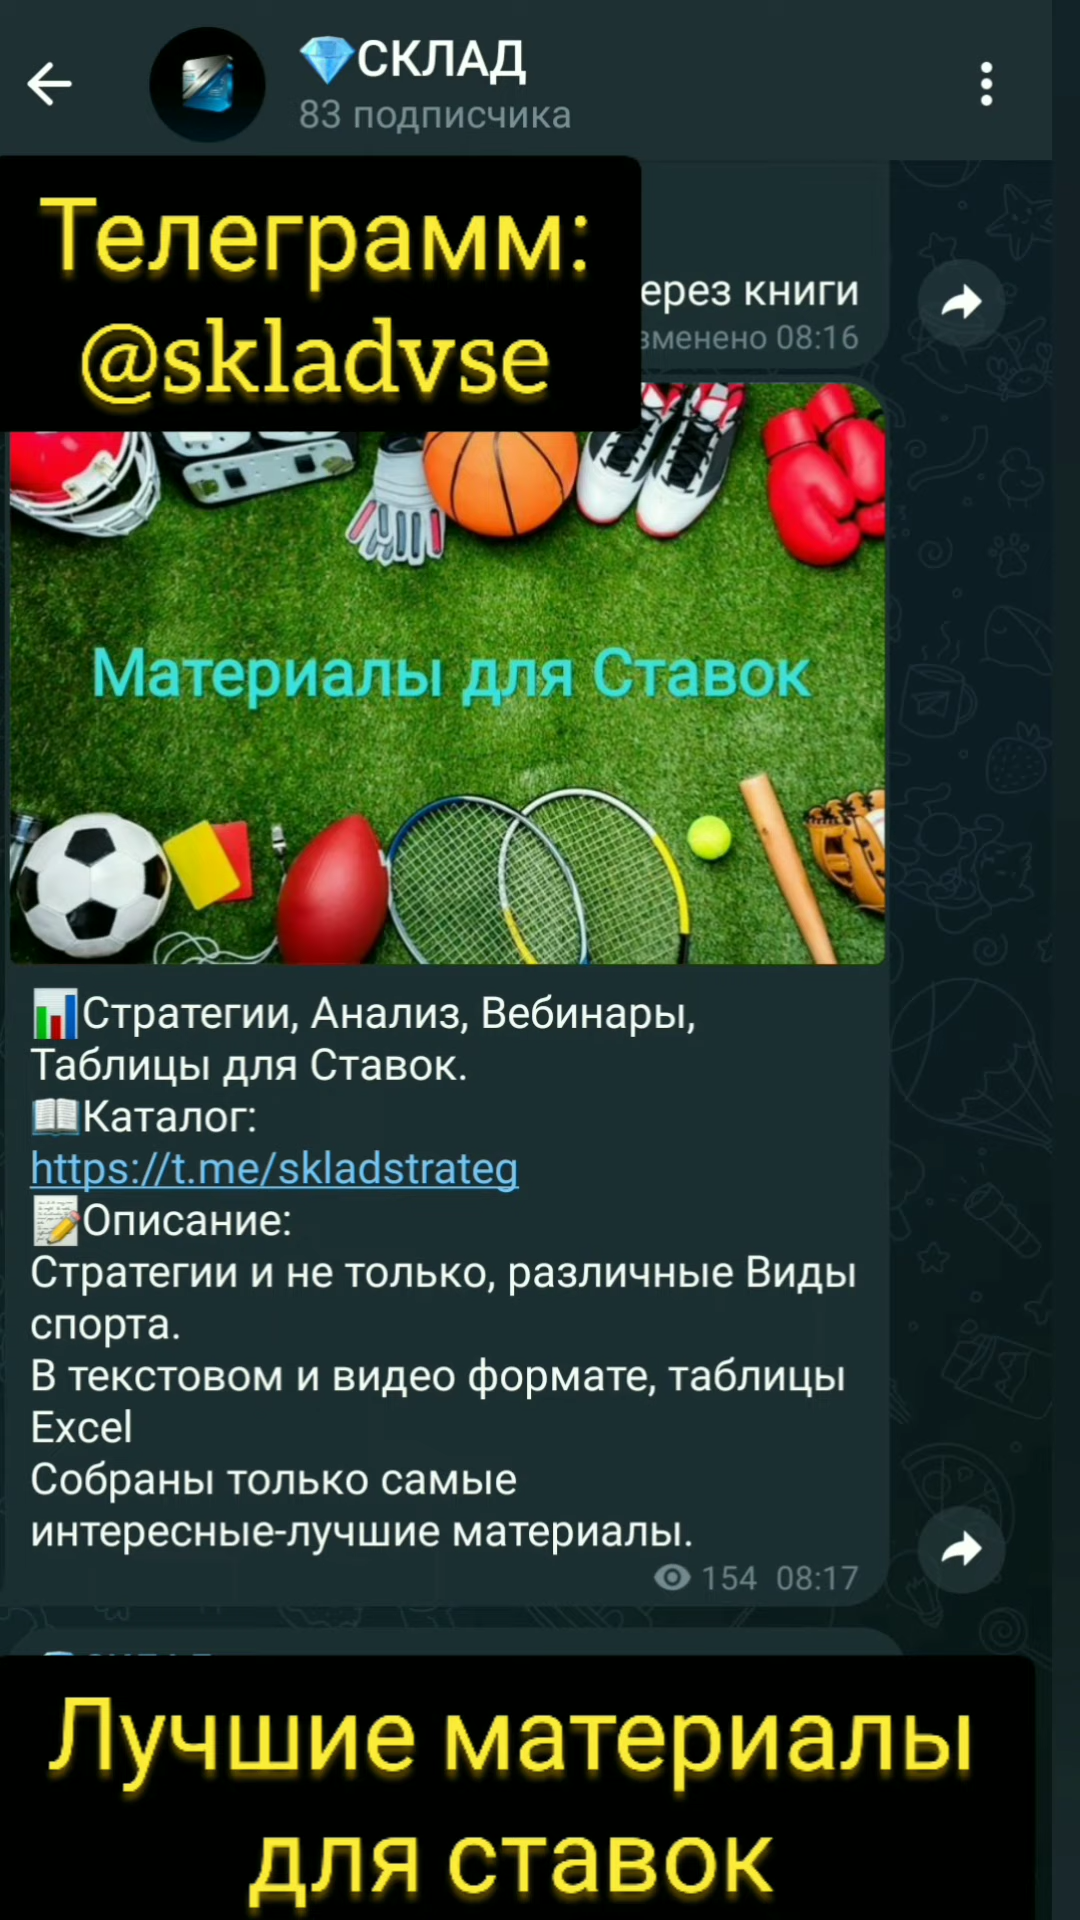 СКЛАД
83 подписчика
Телеграмм:
@skladvse
ерез книги
зменено 08:16
Материалы для Ставок
Стратегии, Анализ, Вебинары,
Таблицы для Ставок.
Каталог:
https://t.me/skladstrateg
Описание:
Стратегии и не только, различные Виды
спорта.
В текстовом и видео формате, таблицы
Excel
Собраны только самые
интересные-лучшие материалы.
154 08:17
Лучшие материалы
для ставок